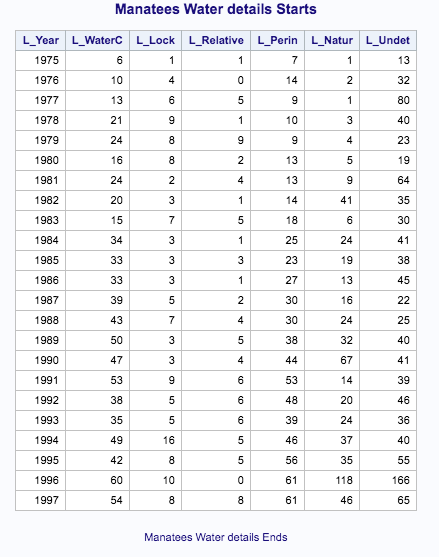 Manatees Water details Starts
L_Year L_WaterC L_Lock L_Relative L_Perin L_Natur L_Undet
1975 6 1 1 7 1 13
1976 10 4 0 14 2 32
1977 13 6 5 9 1 80
1978 21 9 1 10 3 40
1979 24 8 9 9 4 23
1980 16 8 2 13 5 19
1981 24 2 4 13 9 64
1982 20 3 1 14 41 35
1983 15 7 5 18 6 30
1984 34 3 1 25 24 41
1985 33 3 3 23 19 38
1986 33 3 1 27 13 45
1987 39 5 2 30 16 22
1988 43 7 4 30 24 25
1989 50 3 5 38 32 40
1990 47 3 4 44 67 41
1991 53 9 6 53 14 39
1992 38 5 6 48 20 46
1993 35 5 6 39 24 36
1994 49 16 5 46 37 40
1995 42 8 5 56 35 55
1996 60 10 0 61 118 166
1997 54 8 8 61 46 65
Manatees Water details Ends